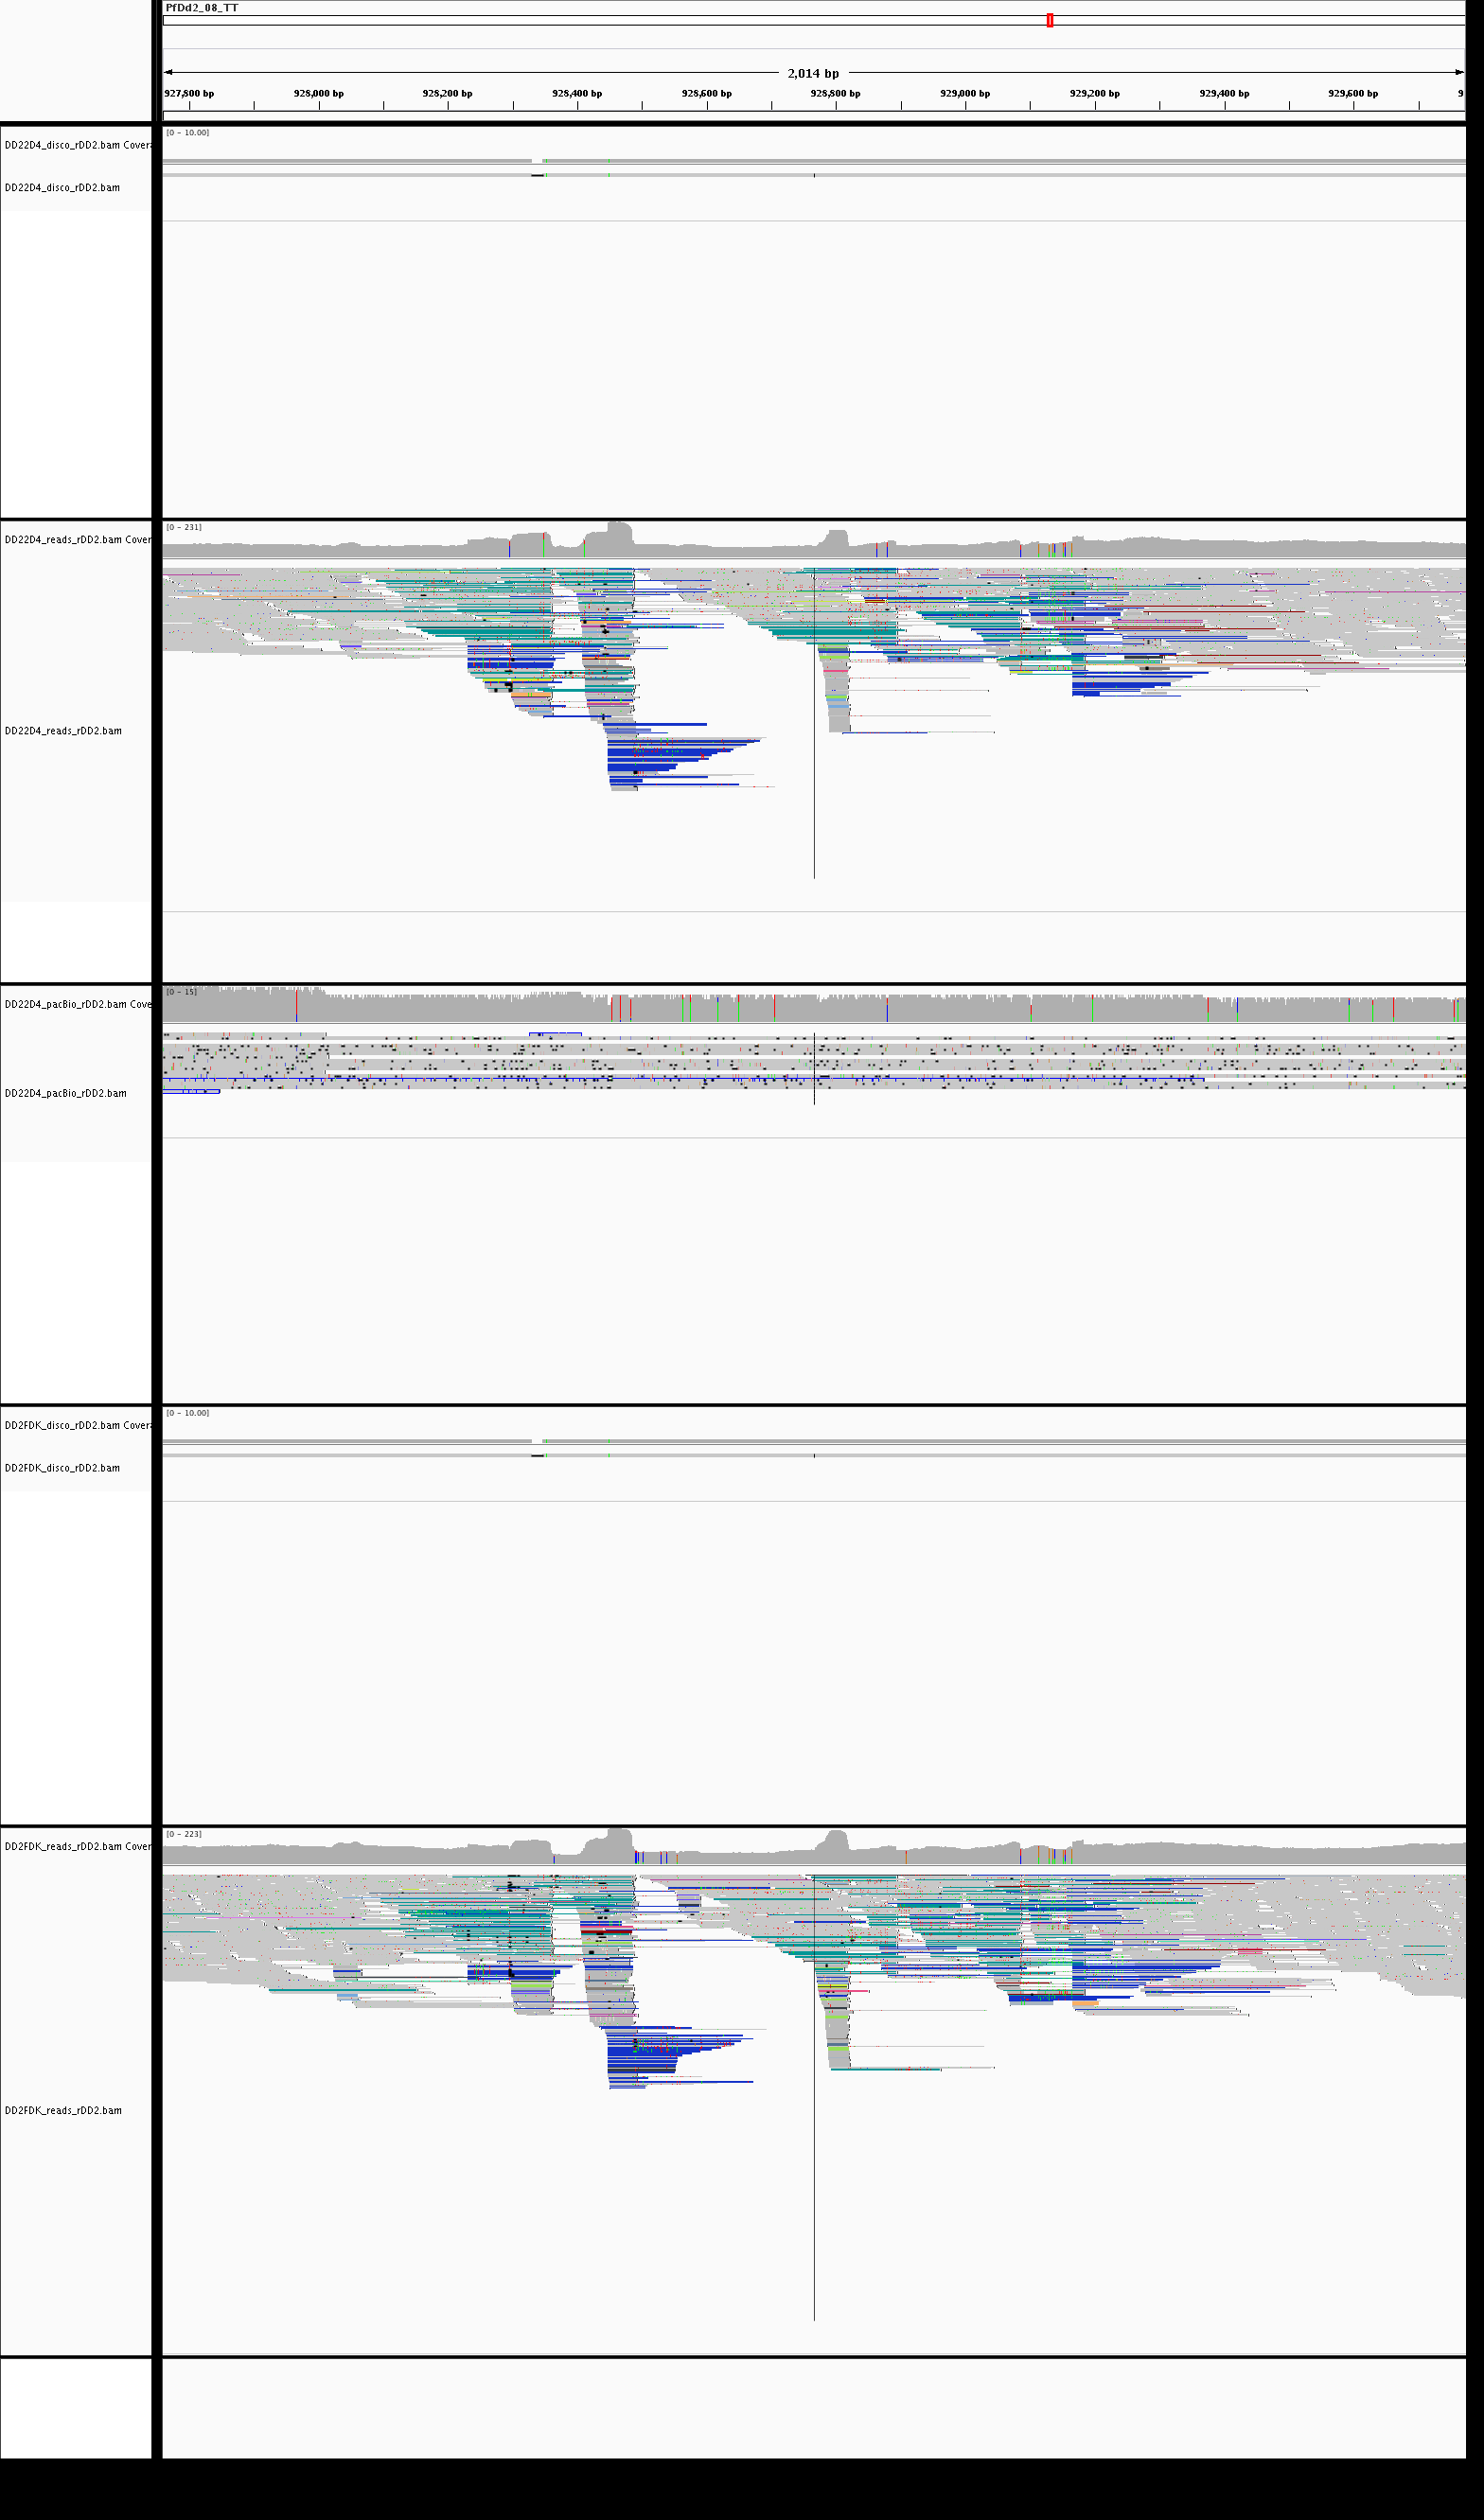 PfDd2_08_TT
2,014 bp
927,800 bp 928,000 bp 928,200 bp 928,400 bp 928,600 bp 928,800 bp 929,000 bp 929,200 bp 929,400 bp 929,600 bp 9
[0 - 10.00]
DD22D4_disco_rDD2.bam Covera
DD22D4_disco_rDD2.bam
[0 - 231]
DD22D4_reads_rDD2.bam Cover
DD22D4_reads_rDD2.bam
[0 - 15]
DD22D4_pacBio_rDD2.bam Cove
DD22D4_pacBio_rDD2.bam
[0 - 10.00]
DD2FDK_disco_rDD2.bam Covera
DD2FDK_disco_rDD2.bam
[0 - 223]
DD2FDK_reads_rDD2.bam Cover
DD2FDK_reads_rDD2.bam